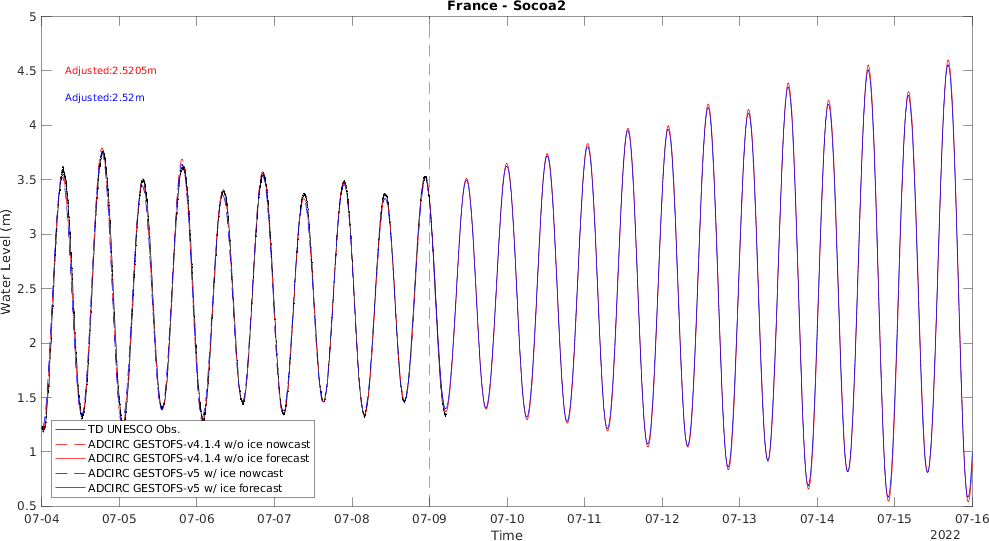 France - Socoa2
5
4.5
4
3.5
3
2.5
2
1.5
1
0.5
Water Level (m)
Adjusted:2.5205m
Adjusted:2.52m
TD UNESCO Obs.
ADCIRC GESTOFS-v4.1.4 w/o ice nowcast
ADCIRC GESTOFS-v4.1.4 w/o ice forecast
ADCIRC GESTOFS-v5 w/ ice nowcast
ADCIRC GESTOFS-v5 w/ ice forecast
07-04 07-05 07-06 07-07 07-08 07-09 07-10 07-11 07-12 07-13 07-14 07-15 07-16
Time
2022